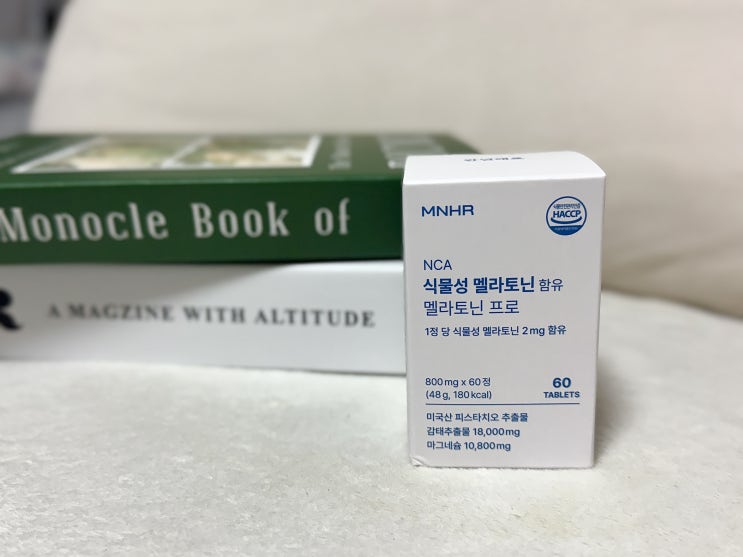 Monocle Book of
A MAGZINE WITH ALTITUDE
MNHR
HACCP
NCA
식물성 멜라토닌 함유
멜라토닌 프로
1정 당 식물성 멜라토닌 2mg 함유
800mg x 60정
(48g, 180kcal)
60
TABLETS
미국산 피스타치오 추출물
감태추출물 18,000mg
마그네슘 10,800mg